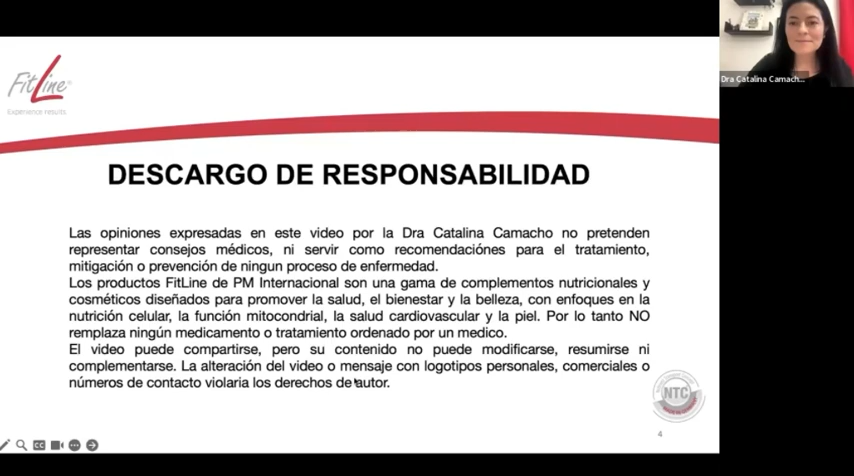 FitLine
Experience results
Dra Catalina Camach...
DESCARGO DE RESPONSABILIDAD
Las opiniones expresadas en este video por la Dra Catalina Camacho no pretenden
representar consejos médicos, ni servir como recomendaciónes para el tratamiento,
mitigación o prevención de ningun proceso de enfermedad.
Los productos FitLine de PM Internacional son una gama de complementos nutricionales y
cosméticos diseñados para promover la salud, el bienestar y la belleza, con enfoques en la
nutrición celular, la función mitocondrial, la salud cardiovascular y la piel. Por lo tanto NO
remplaza ningún medicamento o tratamiento ordenado por un medico.
El video puede compartirse, pero su contenido no puede modificarse, resumirse ni
complementarse. La alteración del video o mensaje con logotipos personales, comerciales o
números de contacto violaria los derechos de autor.
NTC
4